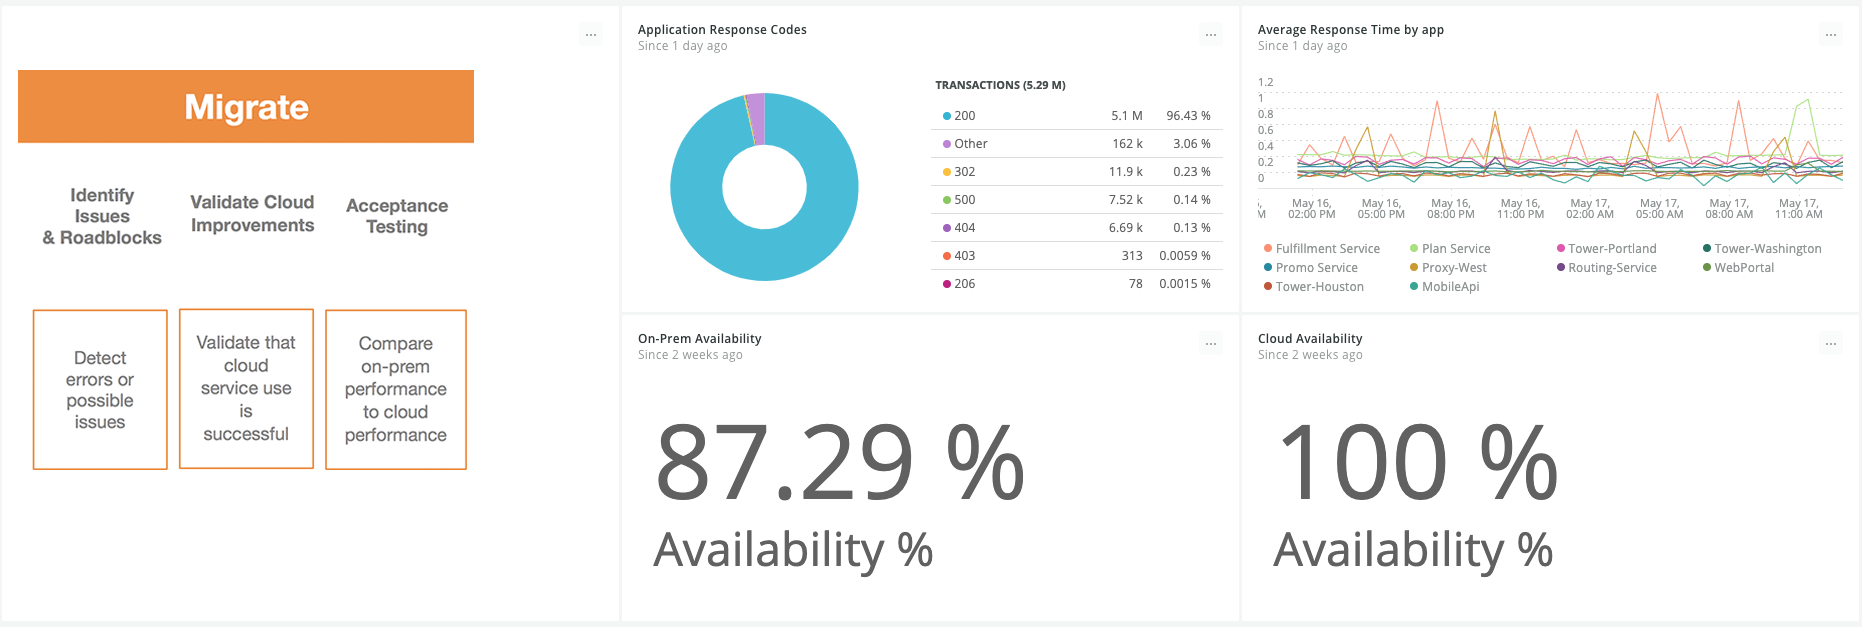 ...
Migrate
Identify
Issues
& Roadblocks
Validate Cloud
Improvements
Acceptance
Testing
Detect
errors or
possible
issues
Validate that
cloud
service use
is
successful
Compare
on-prem
performance
to cloud
performance
Application Response Codes
...
Since 1 day ago
TRANSACTIONS (5.29 M)
200 5.1 M 96.43 %
Other 162 k 3.06 %
302 11.9 k 0.23 %
500 7.52 k 0.14 %
404 6.69 k 0.13 %
403 313 0.0059 %
206 78 0.0015 %
Average Response Time by app
...
Since 1 day ago
1.2
1
0.8
0.6
0.4
0.2
0
May 16, May 16, May 16, May 16, May 17, May 17, May 17, May 17,
M 02:00 PM 05:00 PM 08:00 PM 11:00 PM 02:00 AM 05:00 AM 08:00 AM 11:00 AM
Fulfillment Service Plan Service Tower-Portland Tower-Washington
Promo Service Proxy-West Routing-Service WebPortal
Tower-Houston MobileApi
On-Prem Availability
...
Since 2 weeks ago
87.29 %
Availability %
Cloud Availability
...
Since 2 weeks ago
100 %
Availability %